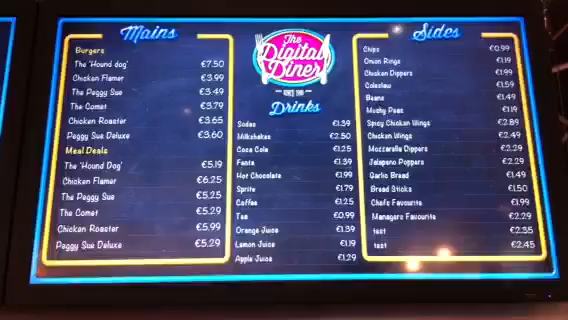 Mains
Burgers
The 'Hound dog' €7.50
Chicken Flamer €3.99
The Peggy Sue €3.49
The Comet €3.79
Chicken Roaster €3.65
Peggy Sue Deluxe €3.60
Meal Deals
The 'Hound Dog' €5.19
Chicken Flamer €6.25
The Peggy Sue €5.25
The Comet €5.29
Chicken Roaster €5.99
Peggy Sue Deluxe €5.29
The
Digital
Diner
Drinks
Sodas €1.39
Milkshakes €2.50
Coca Cola €1.25
Fanta €1.39
Hot Chocolate €1.99
Sprite €1.79
Coffee €1.25
Tea €0.99
Orange Juice €1.39
Lemon Juice €1.19
Apple Juice €1.29
Sides
Chips €0.99
Onion Rings €1.19
Chicken Dippers €1.99
Coleslaw €1.59
Beans €1.49
Mushy Peas €1.19
Spicy Chicken Wings €2.89
Chicken Wings €2.49
Mozzarella Dippers €2.29
Jalapeno Poppers €2.29
Garlic Bread €1.49
Bread Sticks €1.50
Chefs Favourite €1.99
Managers Favourite €2.29
test €2.35
test €2.45